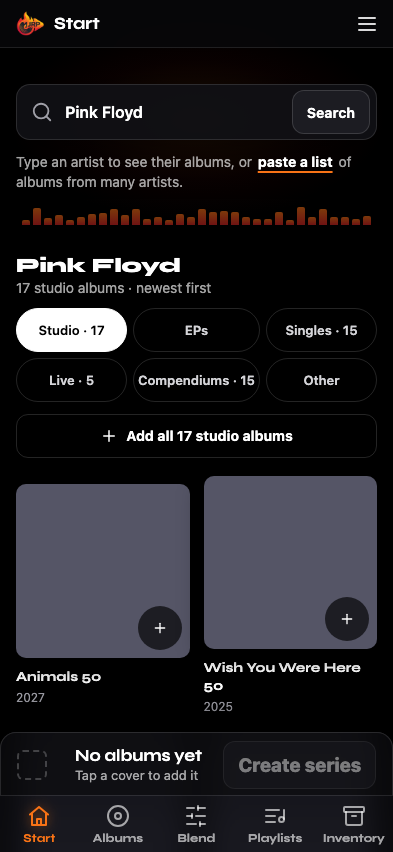 Start
Pink Floyd
Search
Type an artist to see their albums, or paste a list of
albums from many artists.
Pink Floyd
17 studio albums · newest first
Studio · 17
EPs
Singles · 15
Live · 5
Compendiums · 15
Other
+ Add all 17 studio albums
Animals 50
2027
Wish You Were Here
50
2025
No albums yet
Tap a cover to add it
Create series
Start
Albums
Blend
Playlists
Inventory